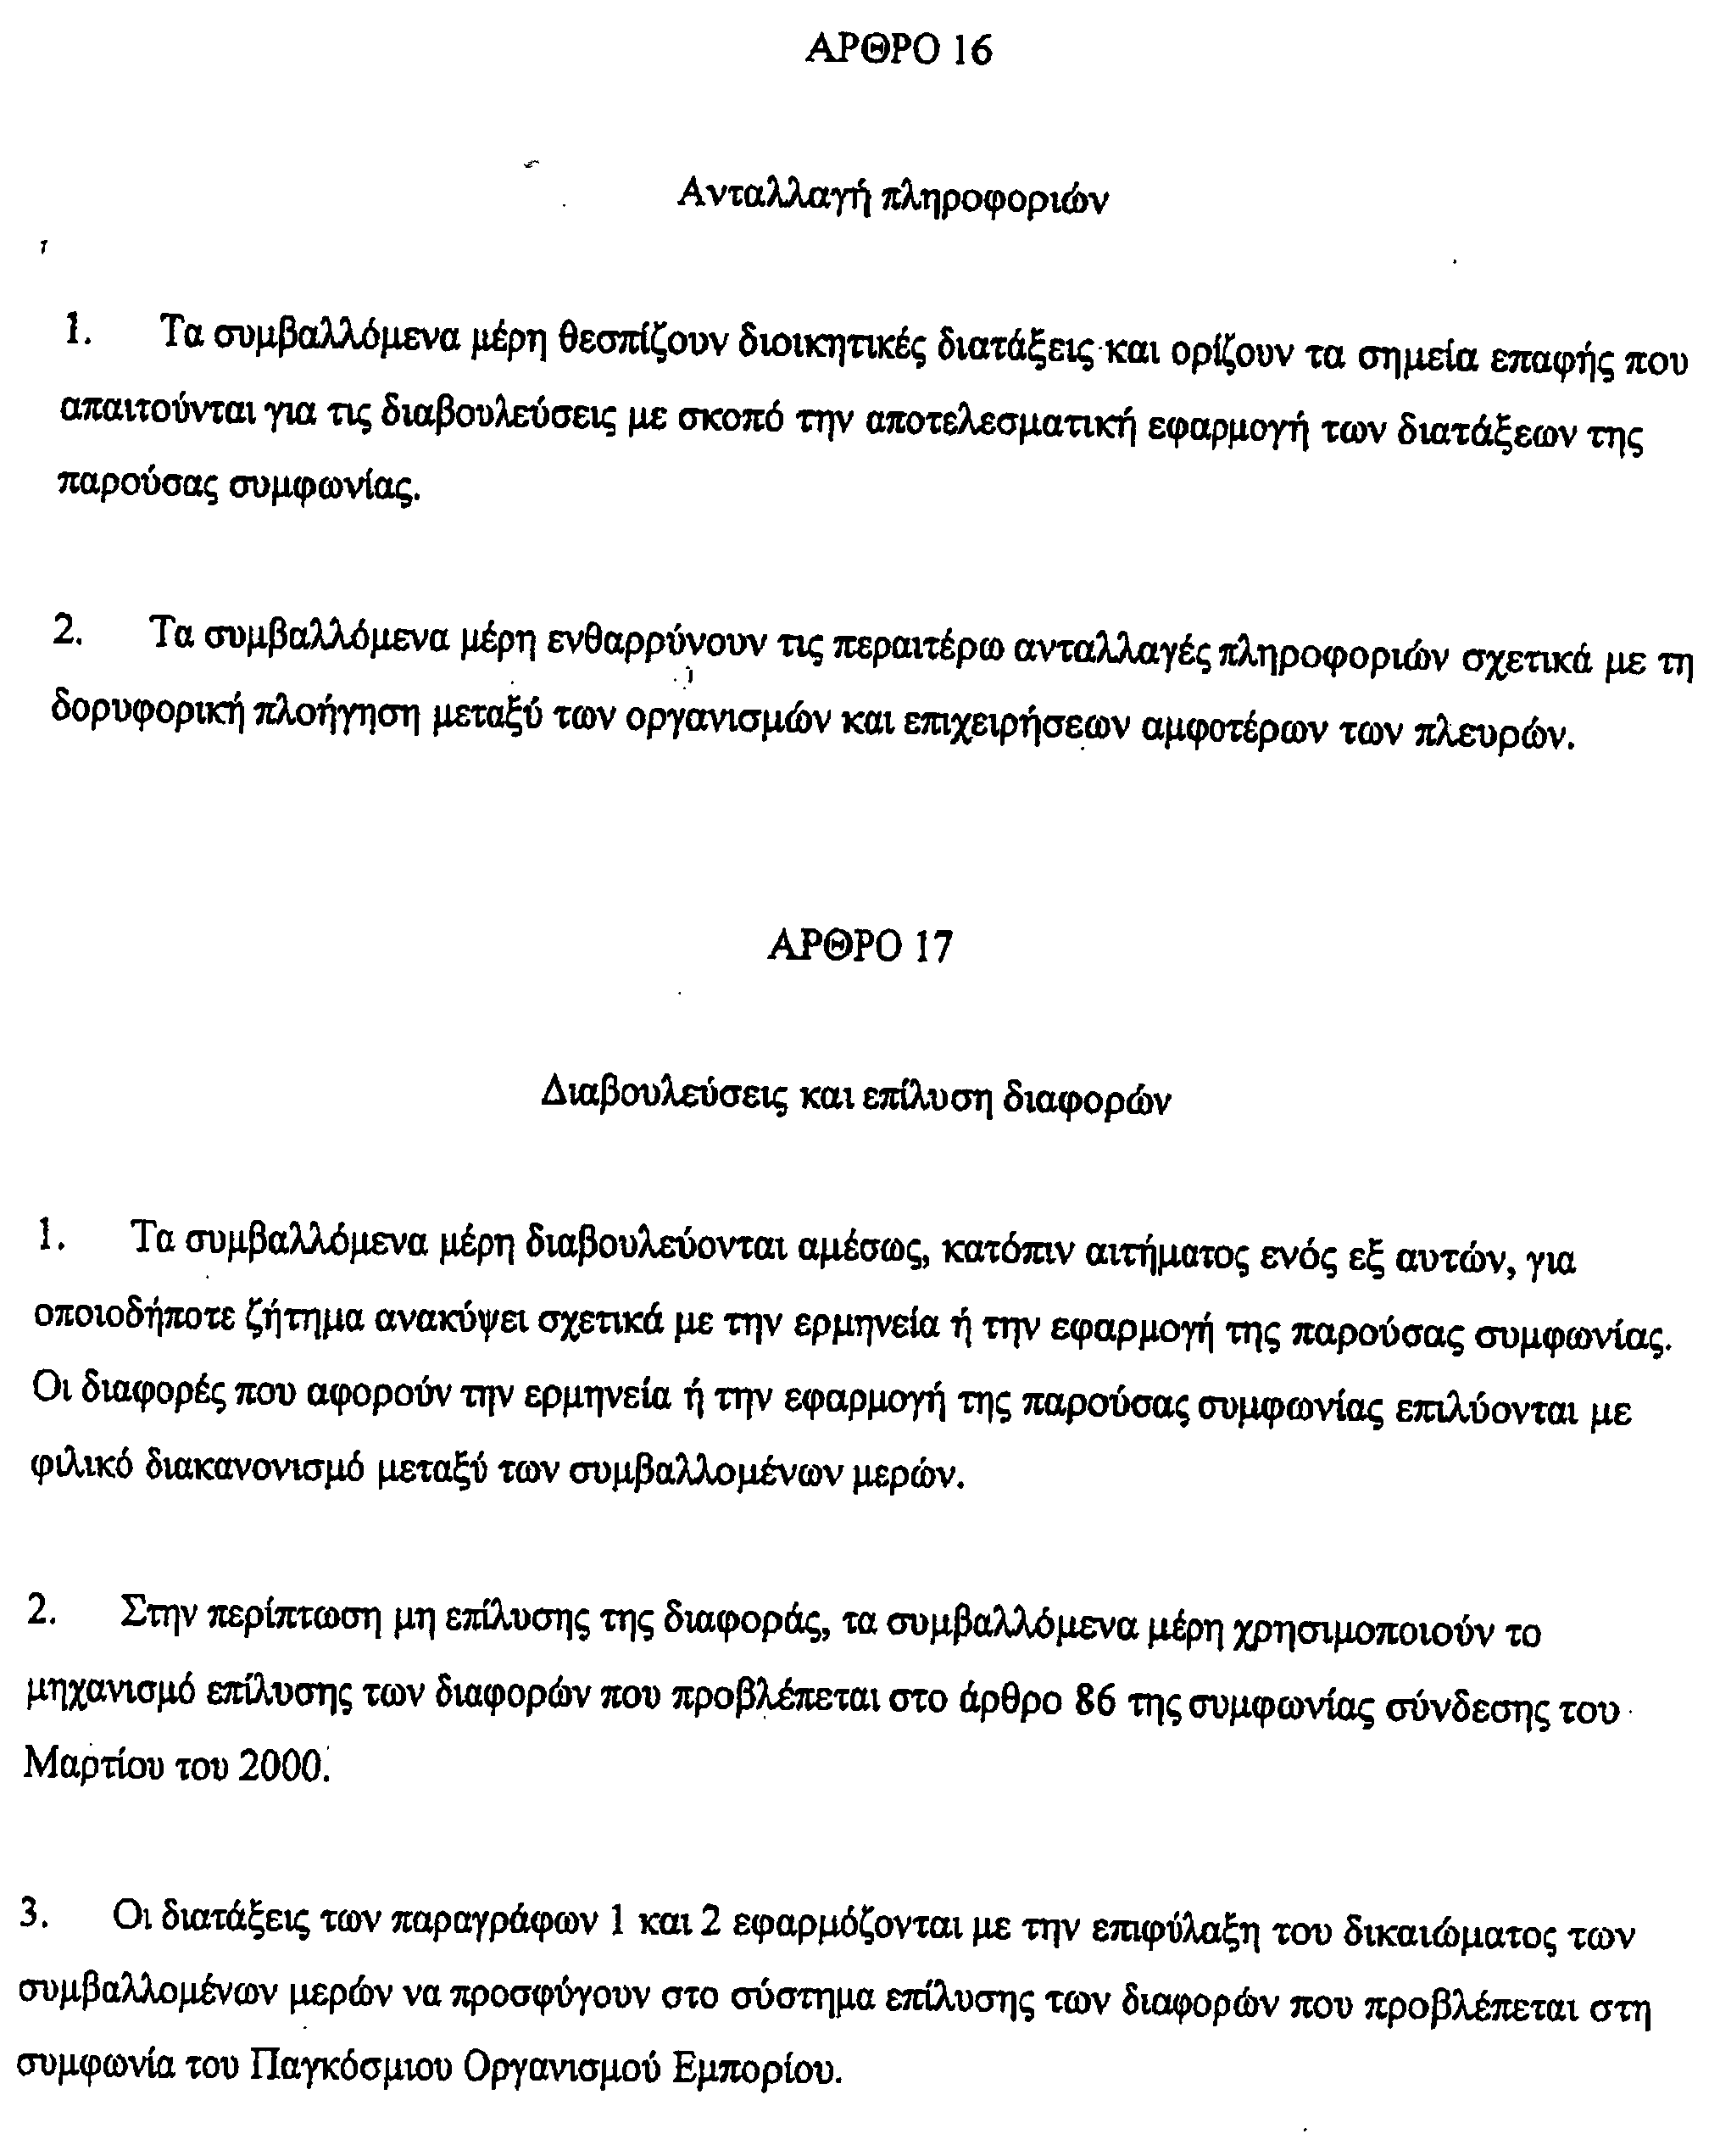 ΑΡΘΡΟ 16
Ανταλλαγή πληροφοριών
1. Τα συμβαλλόμενα μέρη θεσπίζουν διοικητικές διατάξεις και ορίζουν τα σημεία επαφής που
απαιτούνται για τις διαβουλεύσεις με σκοπό την αποτελεσματική εφαρμογή των διατάξεων της
παρούσας συμφωνίας.
2. Τα συμβαλλόμενα μέρη ενθαρρύνουν τις περαιτέρω ανταλλαγές πληροφοριών σχετικά με τη
δορυφορική πλοήγηση μεταξύ των οργανισμών και επιχειρήσεων αμφοτέρων των πλευρών.
ΑΡΘΡΟ 17
Διαβουλεύσεις και επίλυση διαφορών
1. Τα συμβαλλόμενα μέρη διαβουλεύονται αμέσως, κατόπιν αιτήματος ενός εξ αυτών, για
οποιοδήποτε ζήτημα ανακύψει σχετικά με την ερμηνεία ή την εφαρμογή της παρούσας συμφωνίας.
Οι διαφορές που αφορούν την ερμηνεία ή την εφαρμογή της παρούσας συμφωνίας επιλύονται με
φιλικό διακανονισμό μεταξύ των συμβαλλομένων μερών.
2. Στην περίπτωση μη επίλυσης της διαφοράς, τα συμβαλλόμενα μέρη χρησιμοποιούν το
μηχανισμό επίλυσης των διαφορών που προβλέπεται στο άρθρο 86 της συμφωνίας σύνδεσης του
Μαρτίου του 2000.
3. Οι διατάξεις των παραγράφων 1 και 2 εφαρμόζονται με την επιφύλαξη του δικαιώματος των
συμβαλλομένων μερών να προσφύγουν στο σύστημα επίλυσης των διαφορών που προβλέπεται στη
συμφωνία του Παγκόσμιου Οργανισμού Εμπορίου.